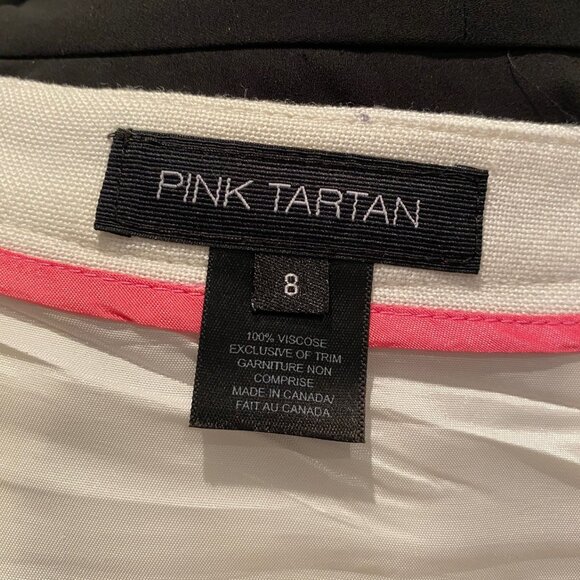 PINK TARTAN
8
100% VISCOSE
EXCLUSIVE OF TRIM
GARNITURE NON
COMPRISE
MADE IN CANADA/
FAIT AU CANADA